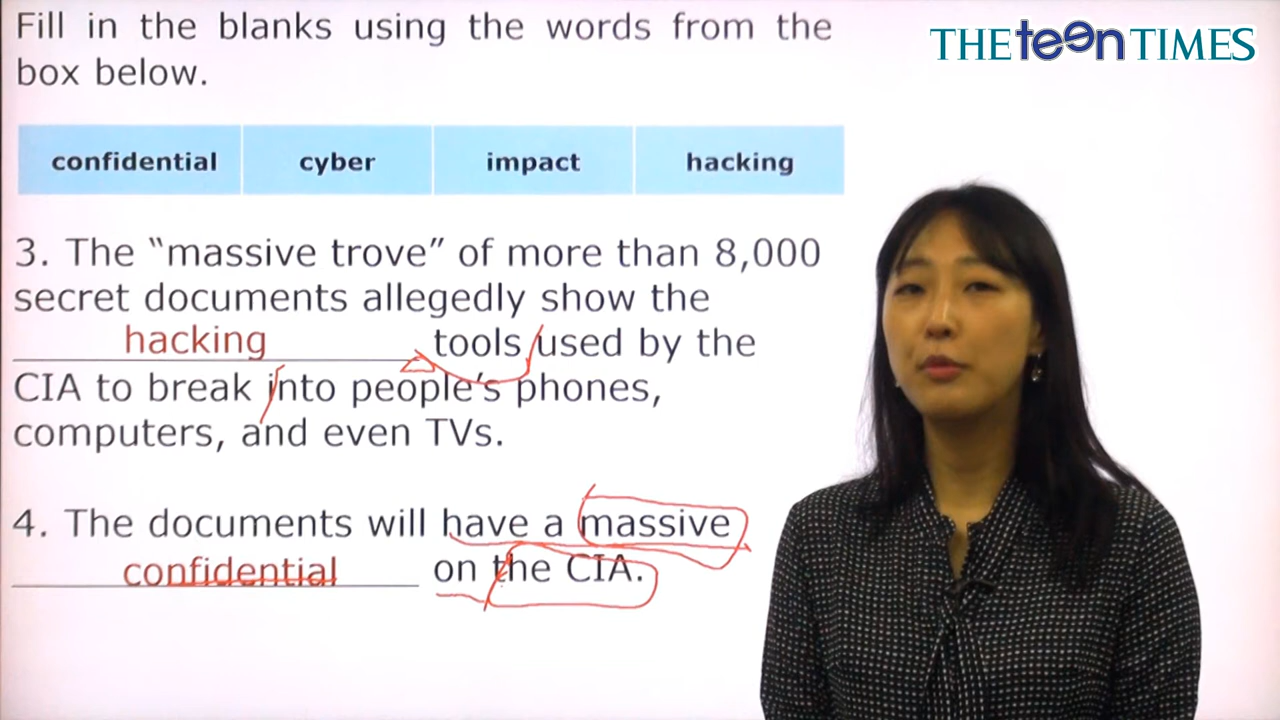 Fill in the blanks using the words from the
THE teen TIMES
box below.
confidential cyber impact hacking
3. The “massive trove” of more than 8,000
secret documents allegedly show the
hacking tools used by the
CIA to break into people’s phones,
computers, and even TVs.
4. The documents will have a massive
confidential on the CIA.